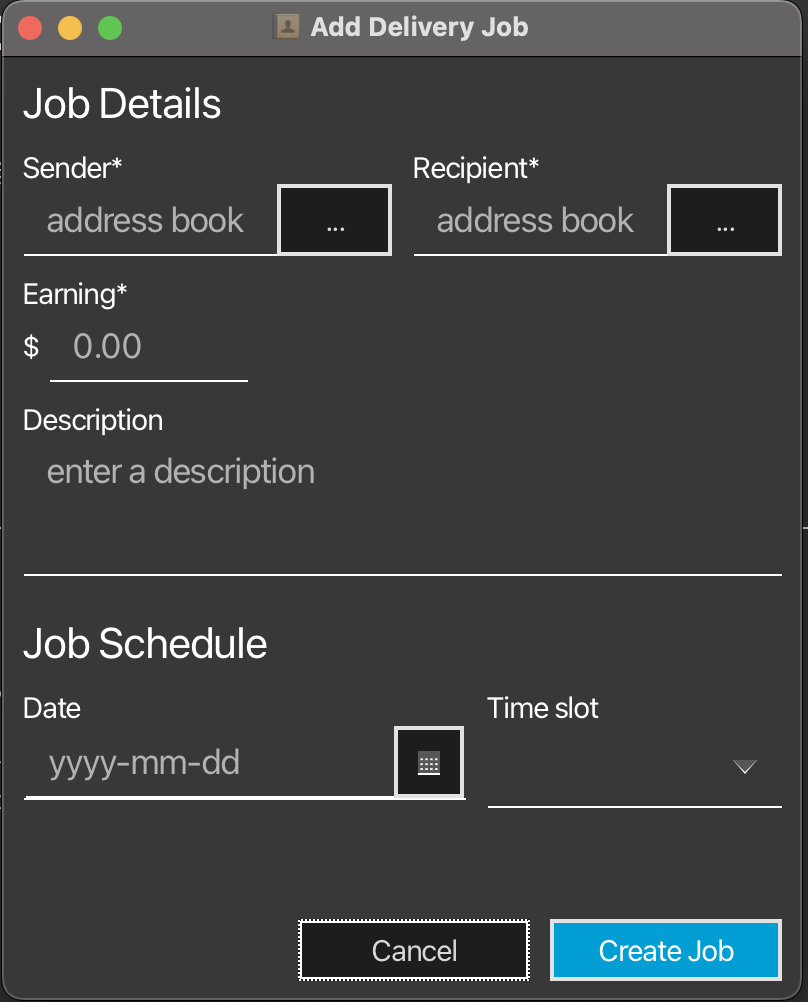 Add Delivery Job
Job Details
Sender* Recipient*
address book ... address book ...
Earning*
$ 0.00
Description
enter a description
Job Schedule
Date Time slot
yyyy-mm-dd
Cancel Create Job